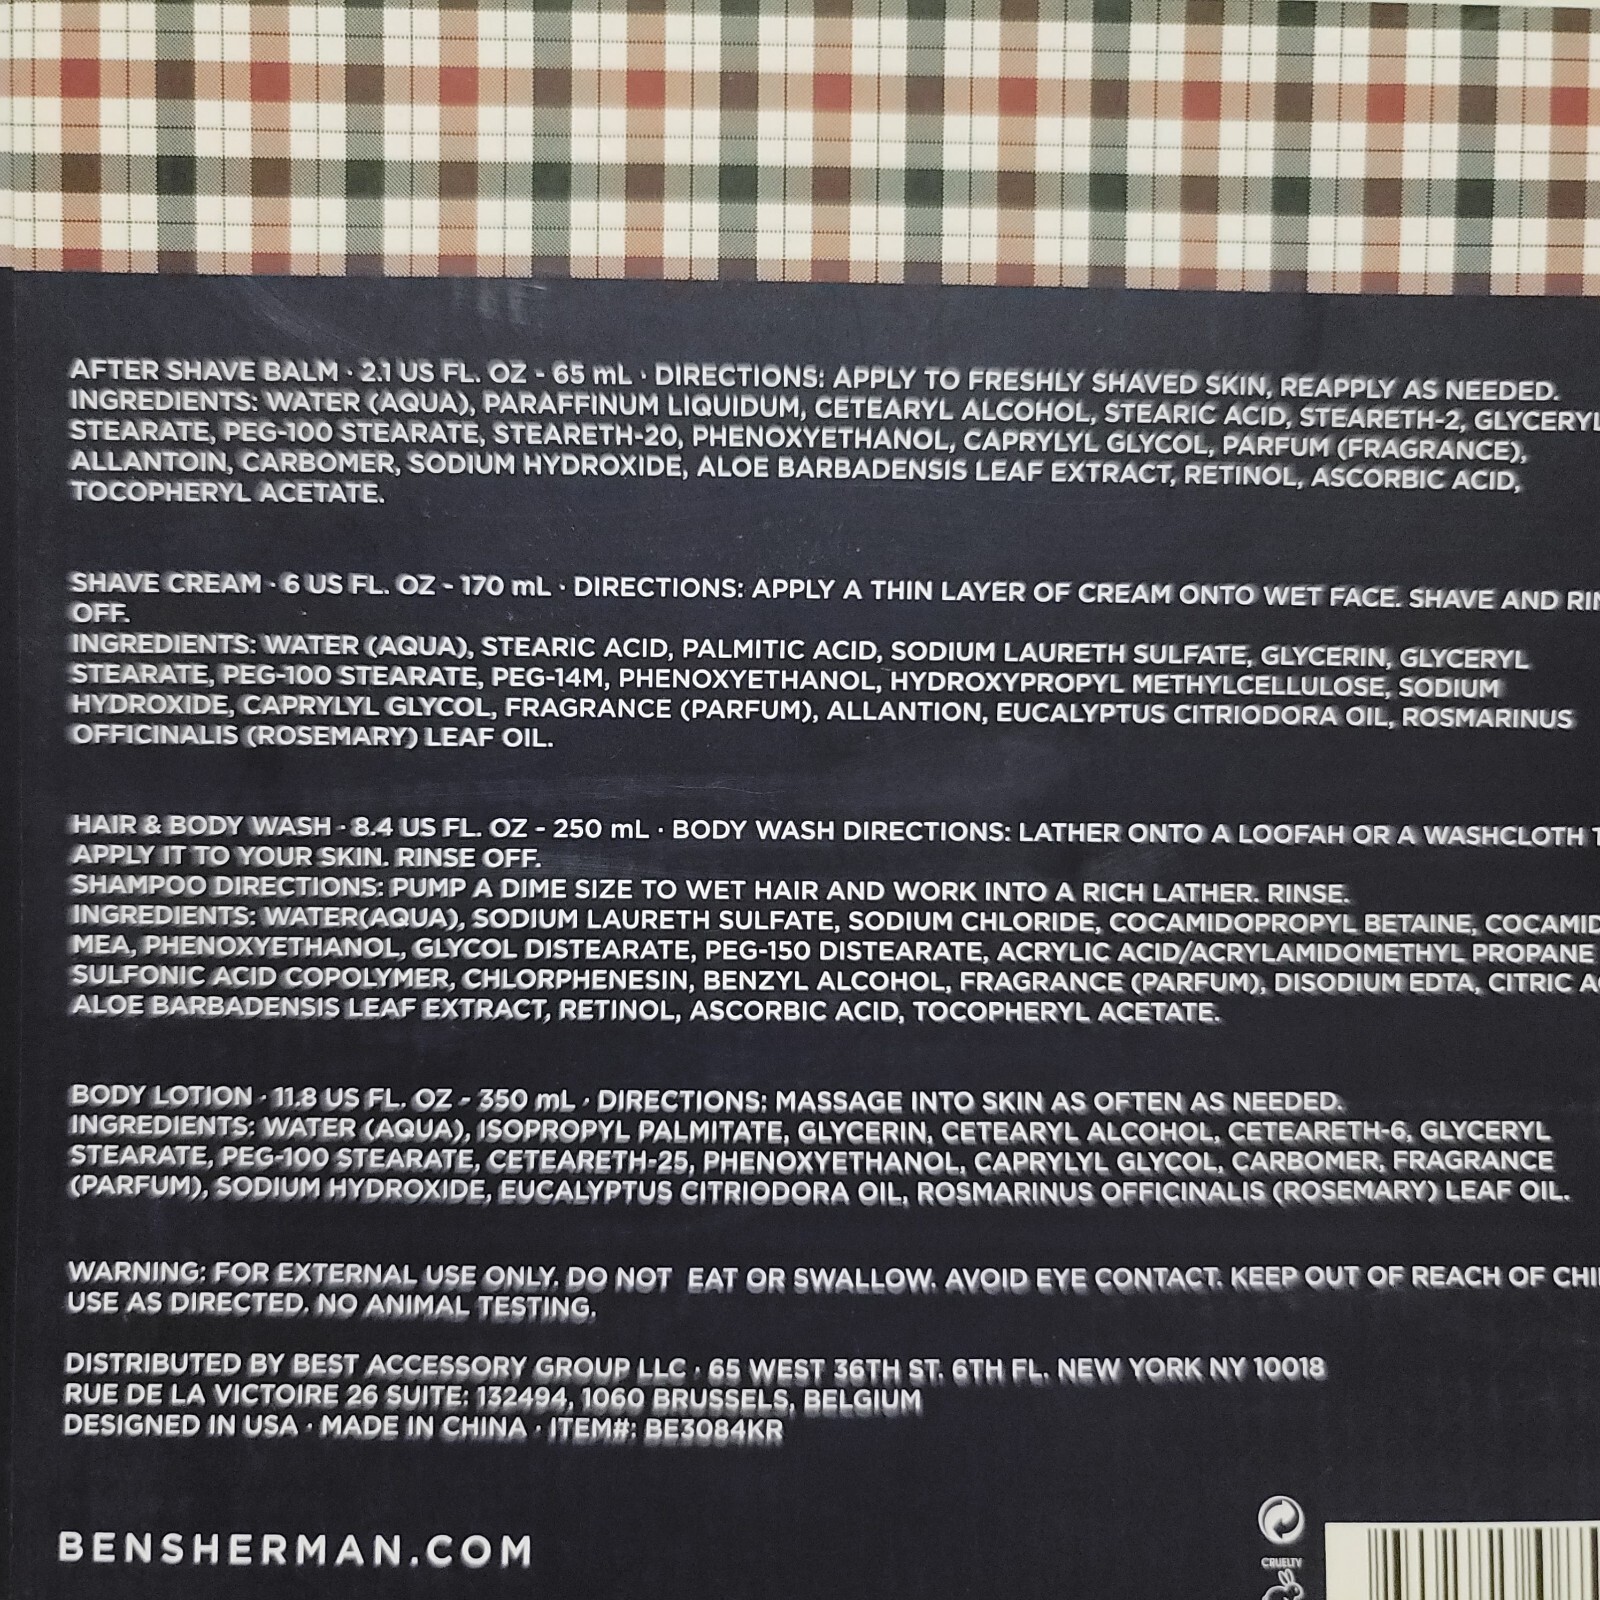 AFTER SHAVE BALM · 2.1 US FL. OZ - 65 mL · DIRECTIONS: APPLY TO FRESHLY SHAVED SKIN, REAPPLY AS NEEDED.
INGREDIENTS: WATER (AQUA), PARAFFINUM LIQUIDUM, CETEARYL ALCOHOL, STEARIC ACID, STEARETH-2, GLYCERYL
STEARATE, PEG-100 STEARATE, STEARETH-20, PHENOXYETHANOL, CAPRYLYL GLYCOL, PARFUM (FRAGRANCE),
ALLANTOIN, CARBOMER, SODIUM HYDROXIDE, ALOE BARBADENSIS LEAF EXTRACT, RETINOL, ASCORBIC ACID,
TOCOPHERYL ACETATE.
SHAVE CREAM · 6 US FL. OZ - 170 mL · DIRECTIONS: APPLY A THIN LAYER OF CREAM ONTO WET FACE. SHAVE AND
OFF.
INGREDIENTS: WATER (AQUA), STEARIC ACID, PALMITIC ACID, SODIUM LAURETH SULFATE, GLYCERIN, GLYCERYL
STEARATE, PEG-100 STEARATE, PEG-14M, PHENOXYETHANOL, HYDROXYPROPYL METHYLCELLULOSE, SODIUM
HYDROXIDE, CAPRYLYL GLYCOL, FRAGRANCE (PARFUM), ALLANTION, EUCALYPTUS CITRIODORA OIL, ROSMARINUS
OFFICINALIS (ROSEMARY) LEAF OIL.
HAIR & BODY WASH · 8.4 US FL. OZ - 250 mL · BODY WASH DIRECTIONS: LATHER ONTO A LOOFAH OR A WASHCLOTH
APPLY IT TO YOUR SKIN. RINSE OFF.
SHAMPOO DIRECTIONS: PUMP A DIME SIZE TO WET HAIR AND WORK INTO A RICH LATHER. RINSE.
INGREDIENTS: WATER(AQUA), SODIUM LAURETH SULFATE, SODIUM CHLORIDE, COCAMIDOPROPYL BETAINE,
MEA, PHENOXYETHANOL, GLYCOL DISTEARATE, PEG-150 DISTEARATE, ACRYLIC ACID/ACRYLAMIDOMETHYL PROPANE
SULFONIC ACID COPOLYMER, CHLORPHENESIN, BENZYL ALCOHOL, FRAGRANCE (PARFUM), DISODIUM EDTA, CITRIC
ALOE BARBADENSIS LEAF EXTRACT, RETINOL, ASCORBIC ACID, TOCOPHERYL ACETATE.
BODY LOTION · 11.8 US FL. OZ - 350 mL · DIRECTIONS: MASSAGE INTO SKIN AS OFTEN AS NEEDED.
INGREDIENTS: WATER (AQUA), ISOPROPYL PALMITATE, GLYCERIN, CETEARYL ALCOHOL, CETEARETH-6, GLYCERYL
STEARATE, PEG-100 STEARATE, CETEARETH-25, PHENOXYETHANOL, CAPRYLYL GLYCOL, CARBOMER, FRAGRANCE
(PARFUM), SODIUM HYDROXIDE, EUCALYPTUS CITRIODORA OIL, ROSMARINUS OFFICINALIS (ROSEMARY) LEAF OIL.
WARNING: FOR EXTERNAL USE ONLY. DO NOT EAT OR SWALLOW. AVOID EYE CONTACT. KEEP OUT OF REACH OF
USE AS DIRECTED. NO ANIMAL TESTING.
DISTRIBUTED BY BEST ACCESSORY GROUP LLC · 65 WEST 36TH ST. 6TH FL. NEW YORK NY 10018
RUE DE LA VICTOIRE 26 SUITE: 132494, 1060 BRUSSELS, BELGIUM
DESIGNED IN USA · MADE IN CHINA · ITEM#: BE3084KR
BENSHERMAN.COM
CRUELTY